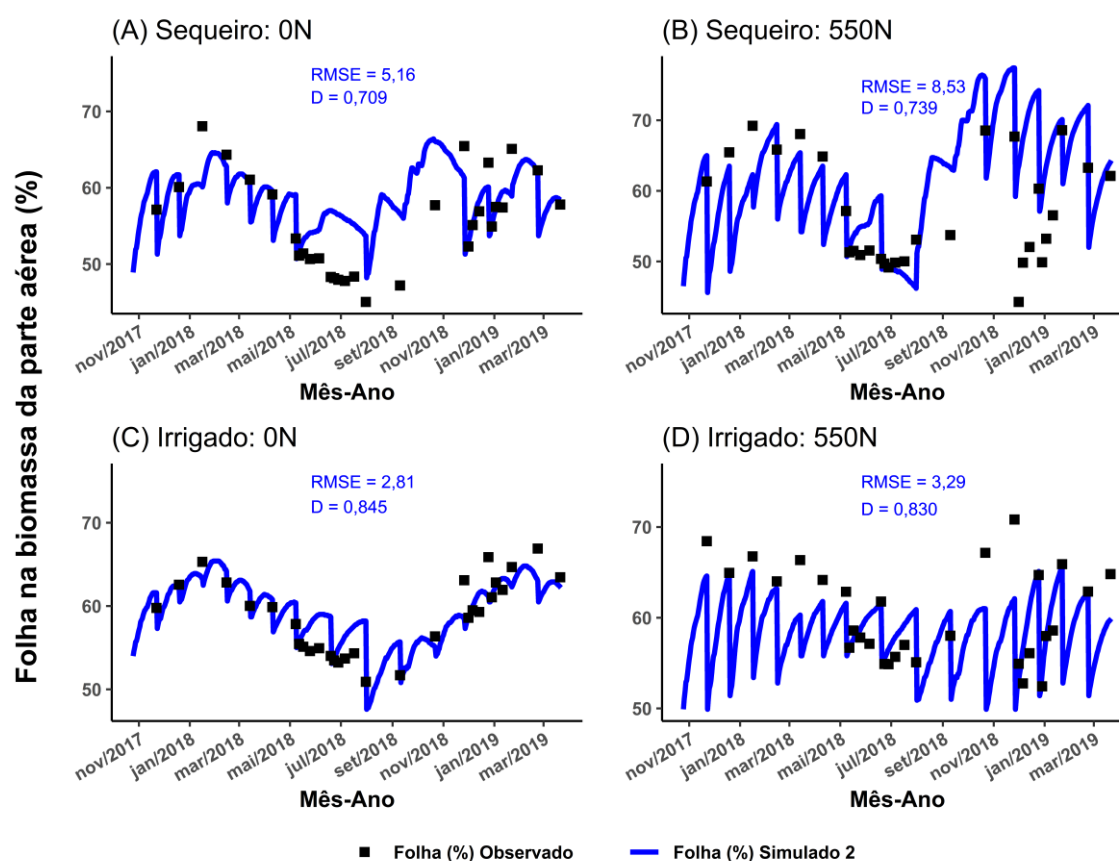 (A) Sequeiro: 0N
RMSE = 5,16
D = 0,709
70
60
50
nov/2017
jan/2018
mar/2018
mai/2018
jul/2018
set/2018
nov/2018
jan/2019
mar/2019
Mês-Ano
(B) Sequeiro: 550N
RMSE = 8,53
D = 0,739
70
60
50
nov/2017
jan/2018
mar/2018
mai/2018
jul/2018
set/2018
nov/2018
jan/2019
mar/2019
Mês-Ano
Folha na biomassa da parte aérea (%)
(C) Irrigado: 0N
RMSE = 2,81
D = 0,845
70
60
50
nov/2017
jan/2018
mar/2018
mai/2018
jul/2018
set/2018
nov/2018
jan/2019
mar/2019
Mês-Ano
(D) Irrigado: 550N
RMSE = 3,29
D = 0,830
70
60
50
nov/2017
jan/2018
mar/2018
mai/2018
jul/2018
set/2018
nov/2018
jan/2019
mar/2019
Mês-Ano
Folha (%) Observado
Folha (%) Simulado 2